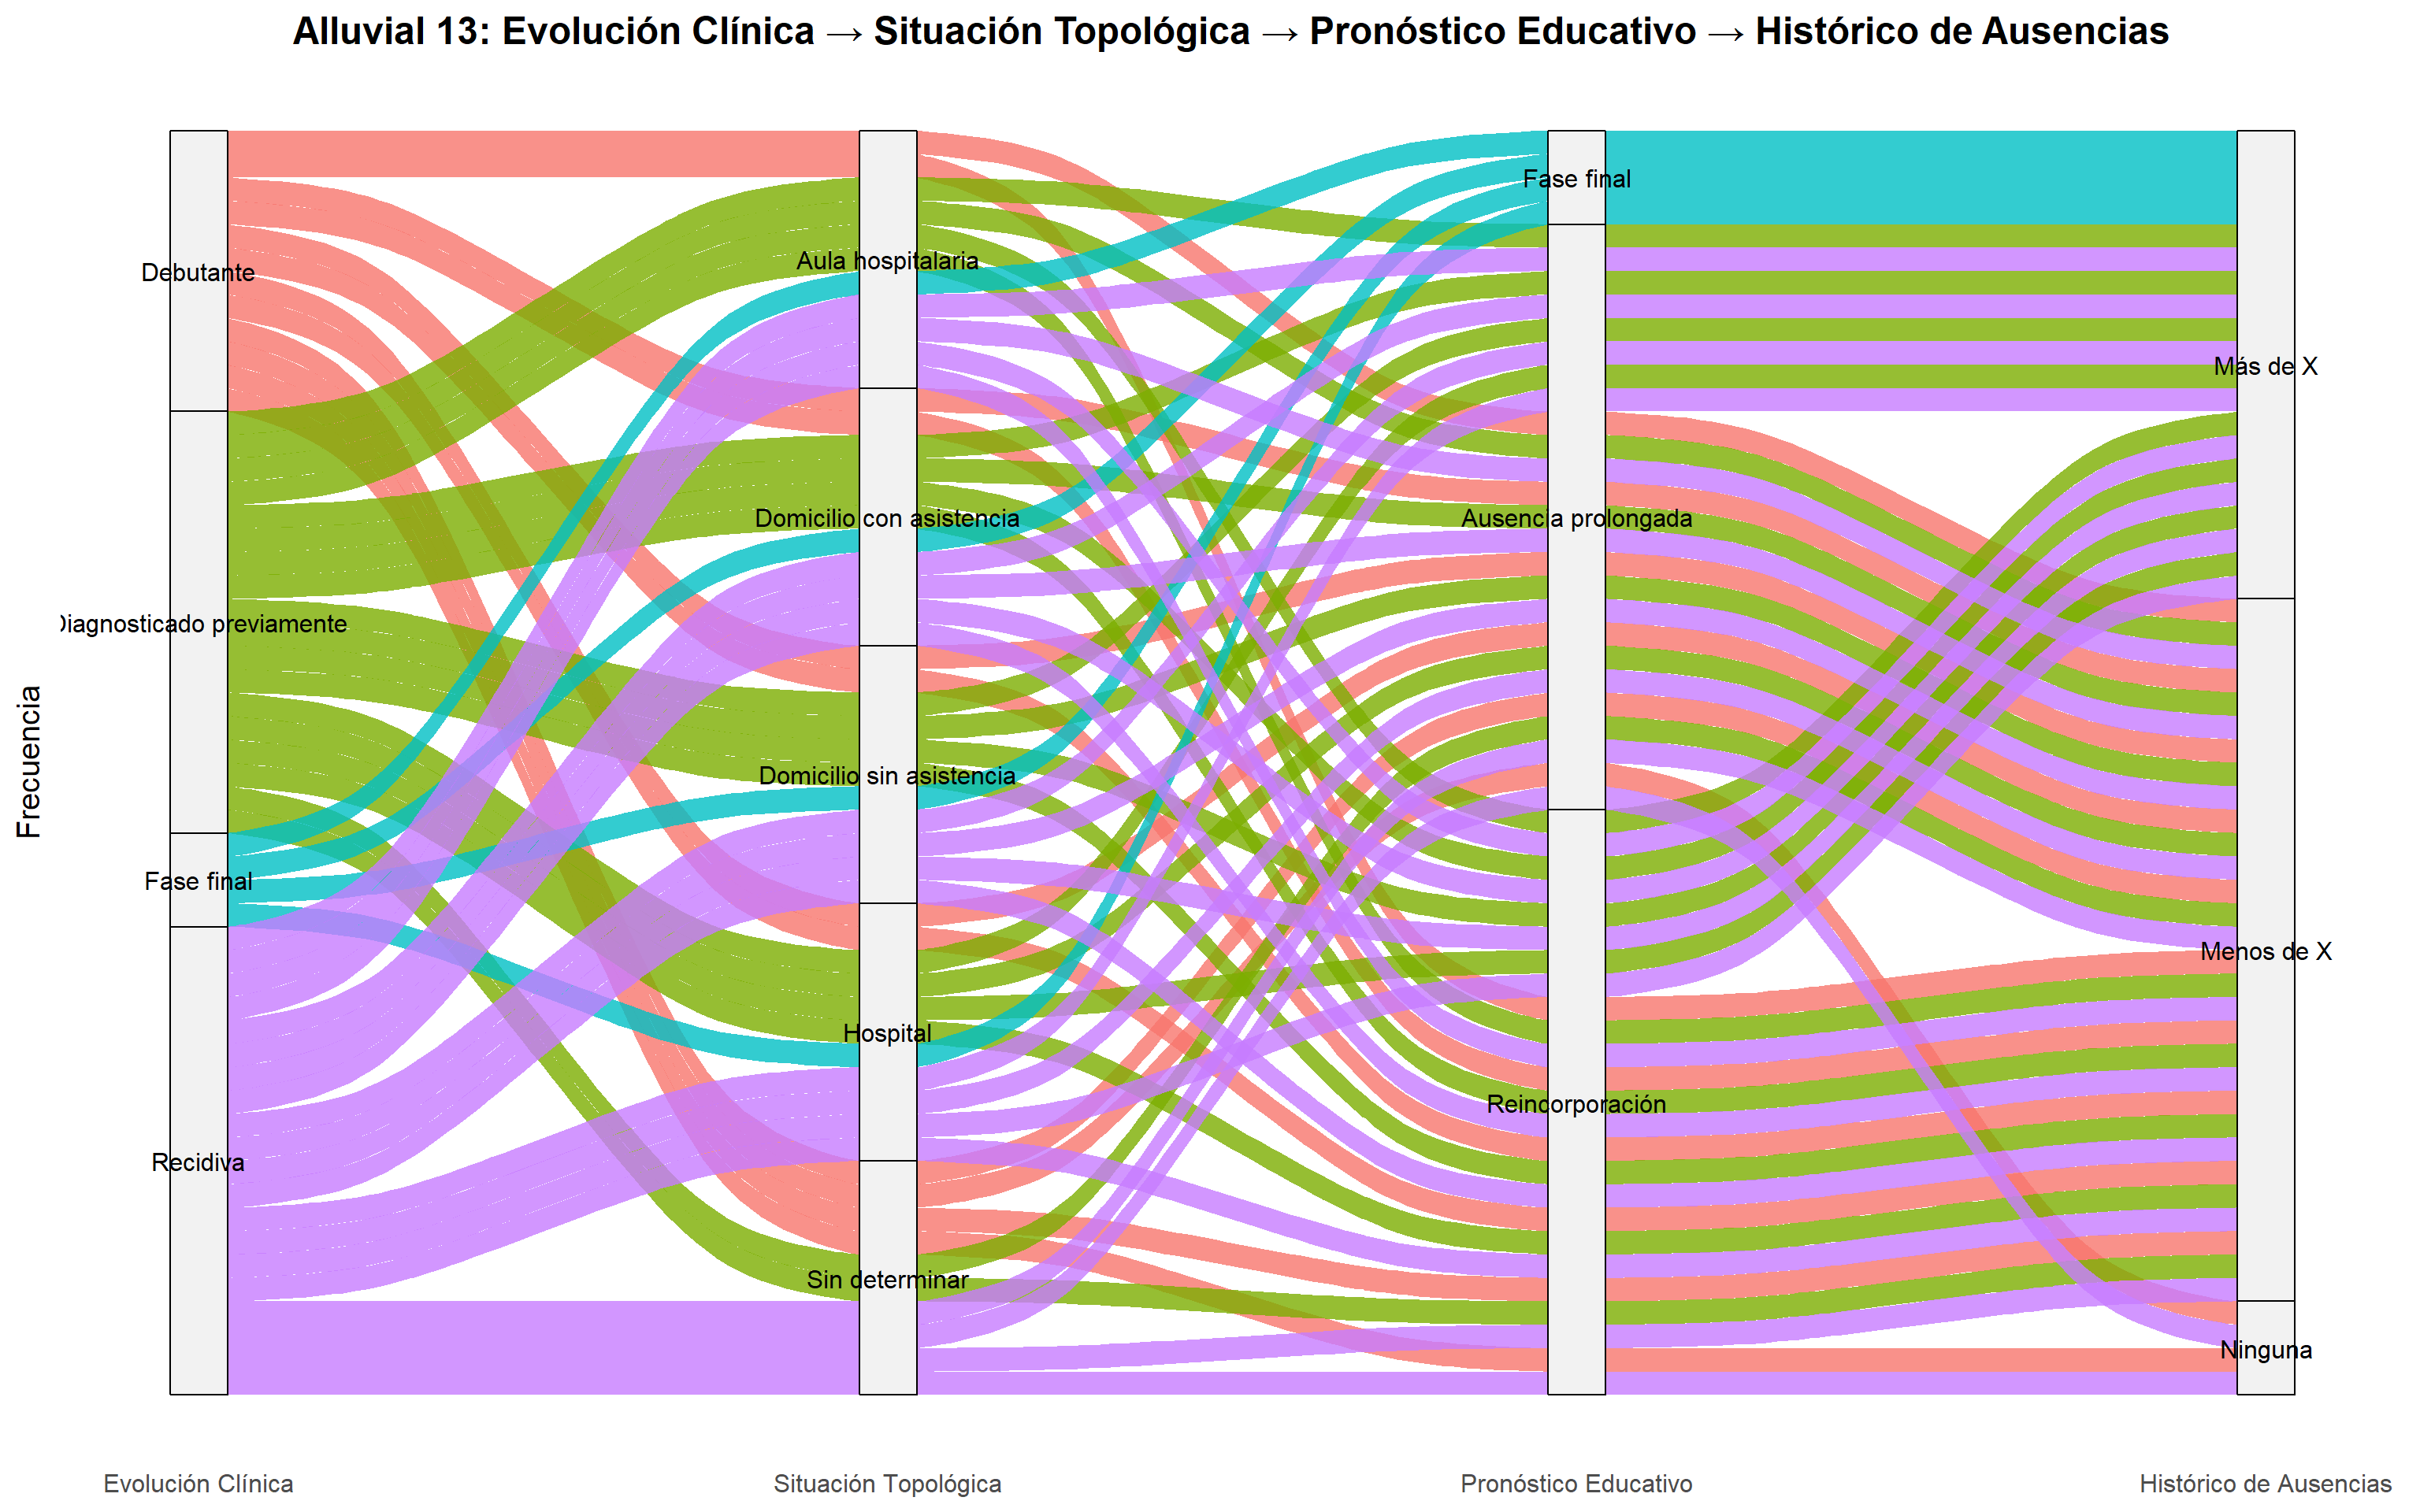 Alluvial 13: Evolución Clínica → Situación Topológica → Pronóstico Educativo → Histórico de Ausencias
Frecuencia
Debutante
Diagnosticado previamente
Fase final
Recidiva
Aula hospitalaria
Domicilio con asistencia
Domicilio sin asistencia
Hospital
Sin determinar
Fase final
Ausencia prolongada
Reincorporación
Más de X
Menos de X
Ninguna
Evolución Clínica
Situación Topológica
Pronóstico Educativo
Histórico de Ausencias